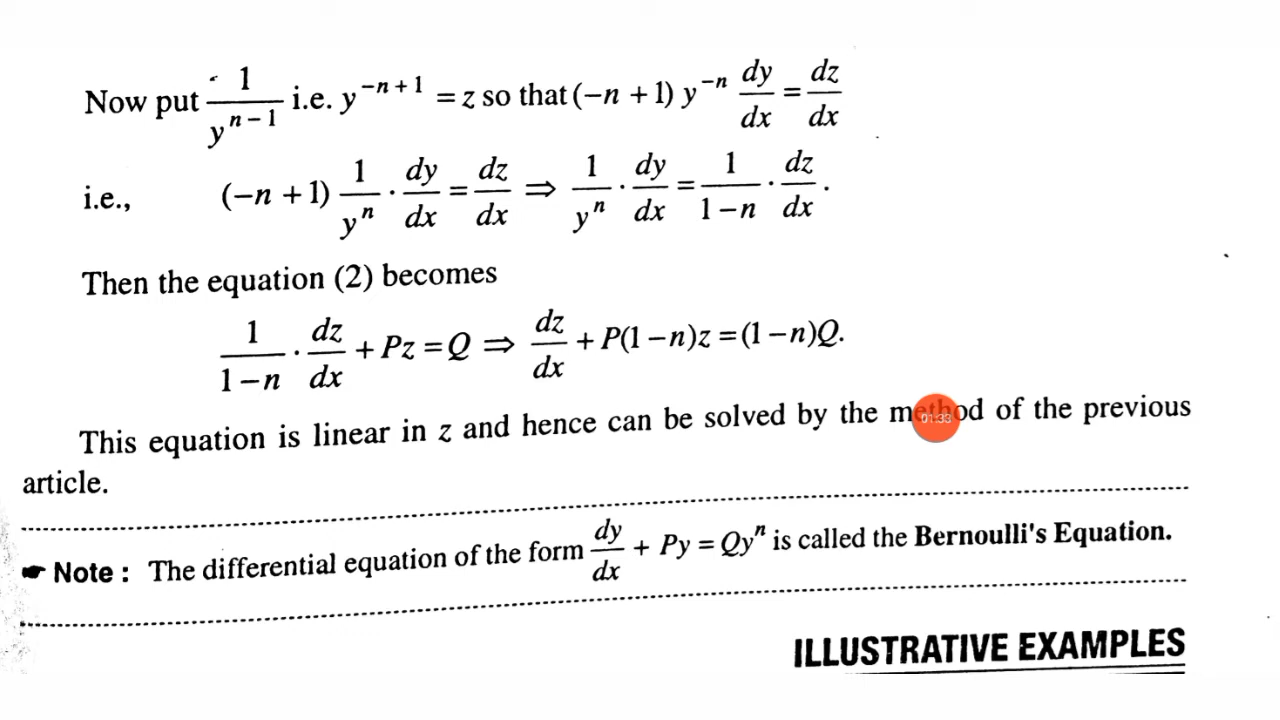 Now put 1/y^(n−1) i.e. y^(−n+1) = z so that (−n + 1) y^(−n) dy/dx = dz/dx
i.e., (−n + 1) 1/y^n · dy/dx = dz/dx ⇒ 1/y^n · dy/dx = 1/(1−n) · dz/dx.
Then the equation (2) becomes
1/(1−n) · dz/dx + Pz = Q ⇒ dz/dx + P(1−n)z = (1−n)Q.
This equation is linear in z and hence can be solved by the method of the previous
01:33
article.
☛ Note : The differential equation of the form dy/dx + Py = Qy^n is called the Bernoulli's Equation.
ILLUSTRATIVE EXAMPLES